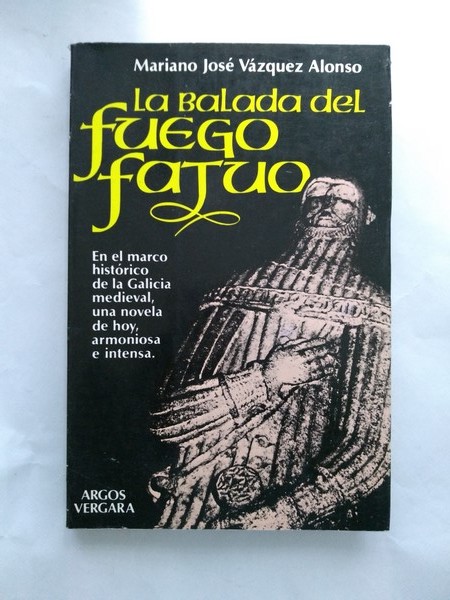 Mariano José Vázquez Alonso
La Balada del
fuego
fatuo
En el marco
histórico
de la Galicia
medieval,
una novela
de hoy,
armoniosa
e intensa.
ARGOS
VERGARA